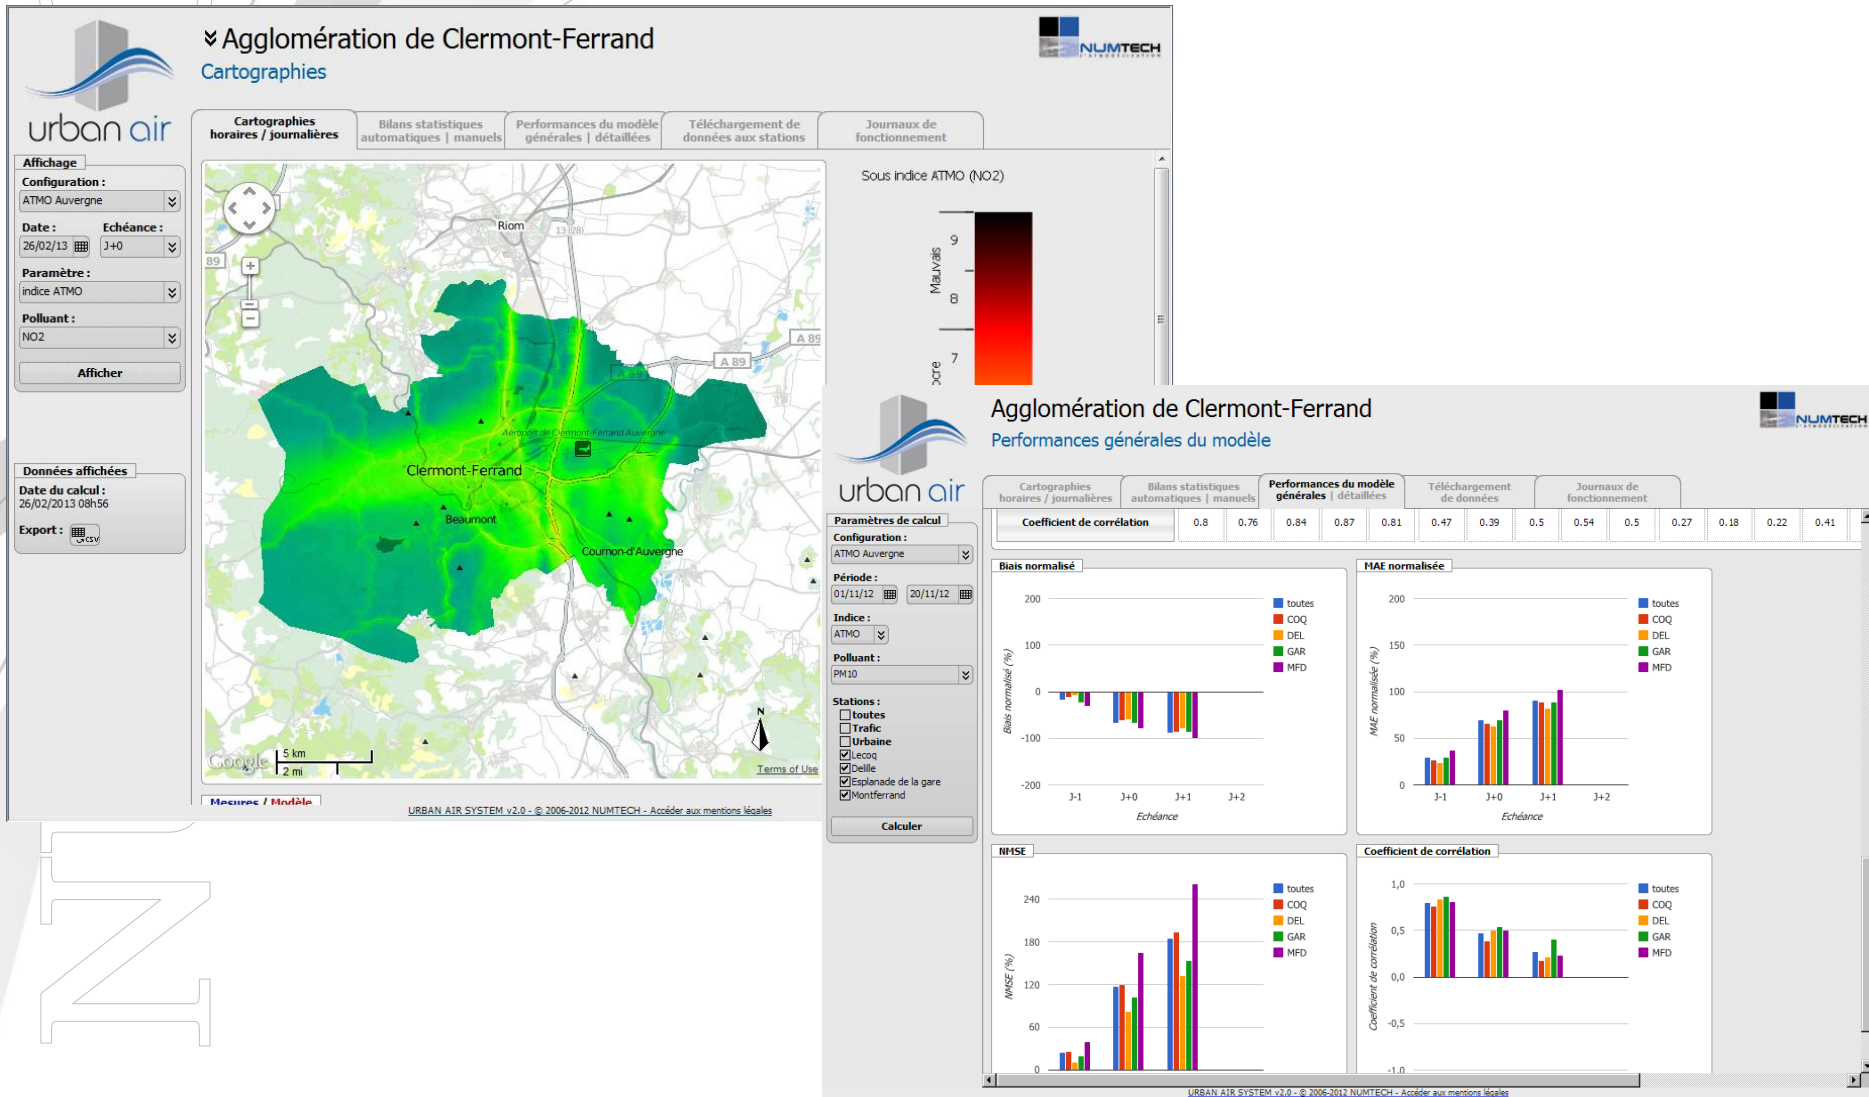 Agglomération de Clermont-Ferrand
Cartographies
NUMTECH
urban air
Cartographies
horaires / journalières
Bilans statistiques
automatiques | manuels
Performances du modèle
générales | détaillées
Téléchargement de
données aux stations
Journaux de
fonctionnement
Affichage
Configuration :
ATMO Auvergne
Date : Echéance :
26/02/13 J+0
Paramètre :
indice ATMO
Polluant :
NO2
Afficher
Données affichées
Date du calcul :
26/02/2013 08h56
Export :
csv
Riom
89
A 89
A 89
Aéroport de Clermont-Ferrand Auvergne
Clermont-Ferrand
Beaumont
Cournon-d'Auvergne
N
Google
5 km
2 mi
Terms of Use
Sous indice ATMO (NO2)
9
Mauvais
8
7
ocre
Mesures / Modèle
URBAN AIR SYSTEM v2.0 - © 2006-2012 NUMTECH - Accéder aux mentions légales
Agglomération de Clermont-Ferrand
Performances générales du modèle
NUMTECH
urban air
Cartographies
horaires / journalières
Bilans statistiques
automatiques | manuels
Performances du modèle
générales | détaillées
Téléchargement
de données
Journaux de
fonctionnement
Paramètres de calcul
Configuration :
ATMO Auvergne
Période :
01/11/12 20/11/12
Indice :
ATMO
Polluant :
PM10
Stations :
toutes
Trafic
Urbaine
Lecoq
Delille
Esplanade de la gare
Montferrand
Calculer
Coefficient de corrélation 0.8 0.76 0.84 0.87 0.81 0.47 0.39 0.5 0.54 0.5 0.27 0.18 0.22 0.41
Biais normalisé
200
100
0
-100
-200
Biais normalisé (%)
J-1 J+0 J+1 J+2
Echéance
toutes
COQ
DEL
GAR
MFD
MAE normalisée
200
150
100
50
0
MAE normalisée (%)
J-1 J+0 J+1 J+2
Echéance
toutes
COQ
DEL
GAR
MFD
NMSE
240
180
120
60
0
NMSE (%)
toutes
COQ
DEL
GAR
MFD
Coefficient de corrélation
1,0
0,5
0,0
-0,5
-1,0
Coefficient de corrélation
toutes
COQ
DEL
GAR
MFD
URBAN AIR SYSTEM v2.0 - © 2006-2012 NUMTECH - Accéder aux mentions légales